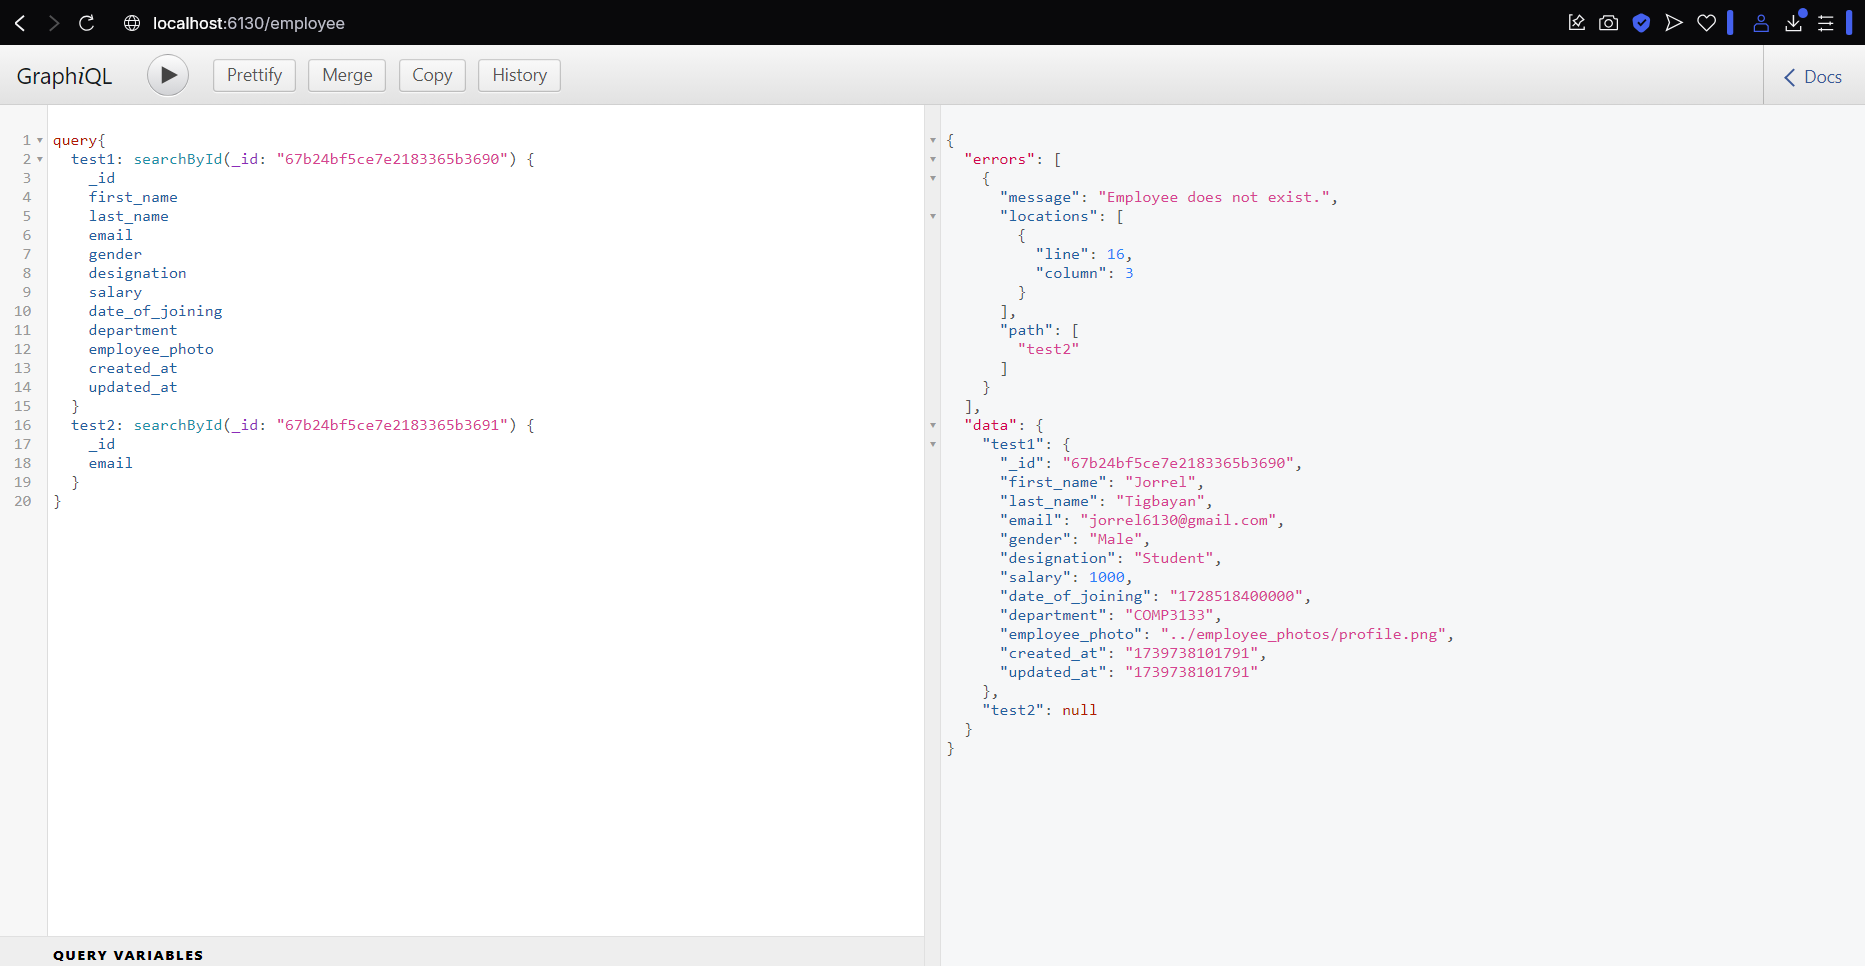 localhost:6130/employee
GraphiQL
Prettify
Merge
Copy
History
Docs
1 query{
2 test1: searchById(_id: "67b24bf5ce7e2183365b3690") {
3 _id
4 first_name
5 last_name
6 email
7 gender
8 designation
9 salary
10 date_of_joining
11 department
12 employee_photo
13 created_at
14 updated_at
15 }
16 test2: searchById(_id: "67b24bf5ce7e2183365b3691") {
17 _id
18 email
19 }
20 }
{
"errors": [
{
"message": "Employee does not exist.",
"locations": [
{
"line": 16,
"column": 3
}
],
"path": [
"test2"
]
}
],
"data": {
"test1": {
"_id": "67b24bf5ce7e2183365b3690",
"first_name": "Jorrel",
"last_name": "Tigbayan",
"email": "jorrel6130@gmail.com",
"gender": "Male",
"designation": "Student",
"salary": 1000,
"date_of_joining": "1728518400000",
"department": "COMP3133",
"employee_photo": "../employee_photos/profile.png",
"created_at": "1739738101791",
"updated_at": "1739738101791"
},
"test2": null
}
}
QUERY VARIABLES